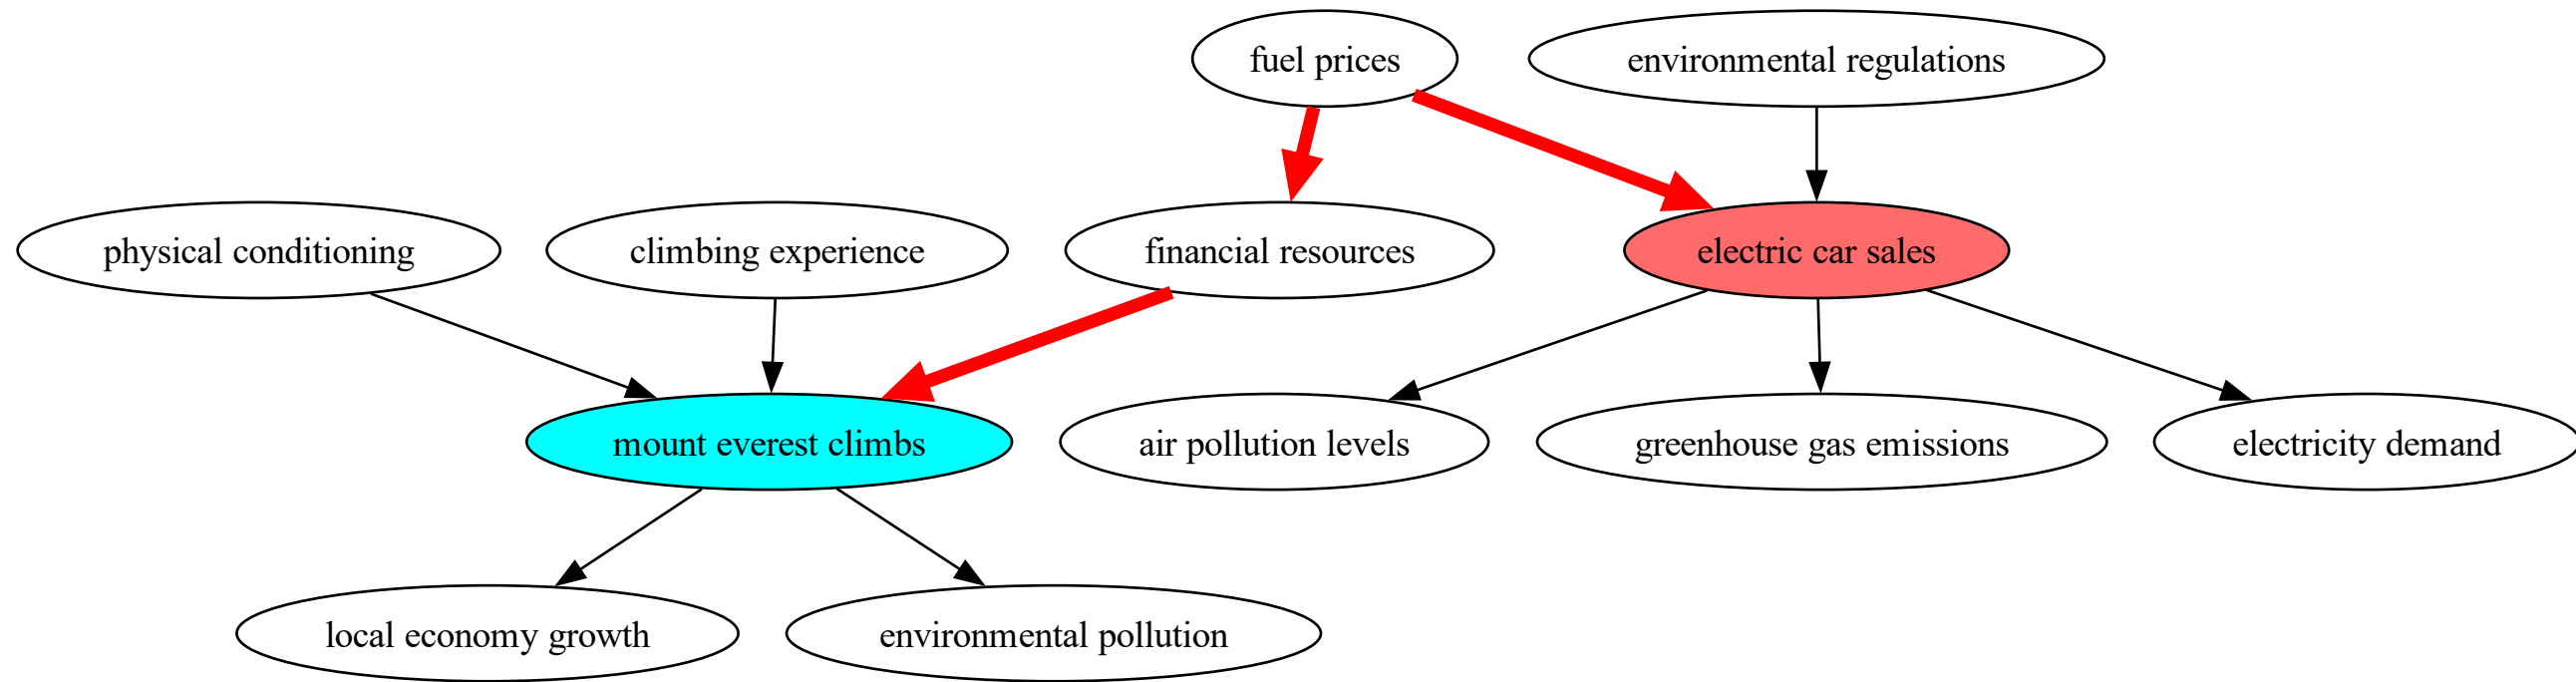 fuel prices
environmental regulations
physical conditioning
climbing experience
financial resources
electric car sales
mount everest climbs
air pollution levels
greenhouse gas emissions
electricity demand
local economy growth
environmental pollution